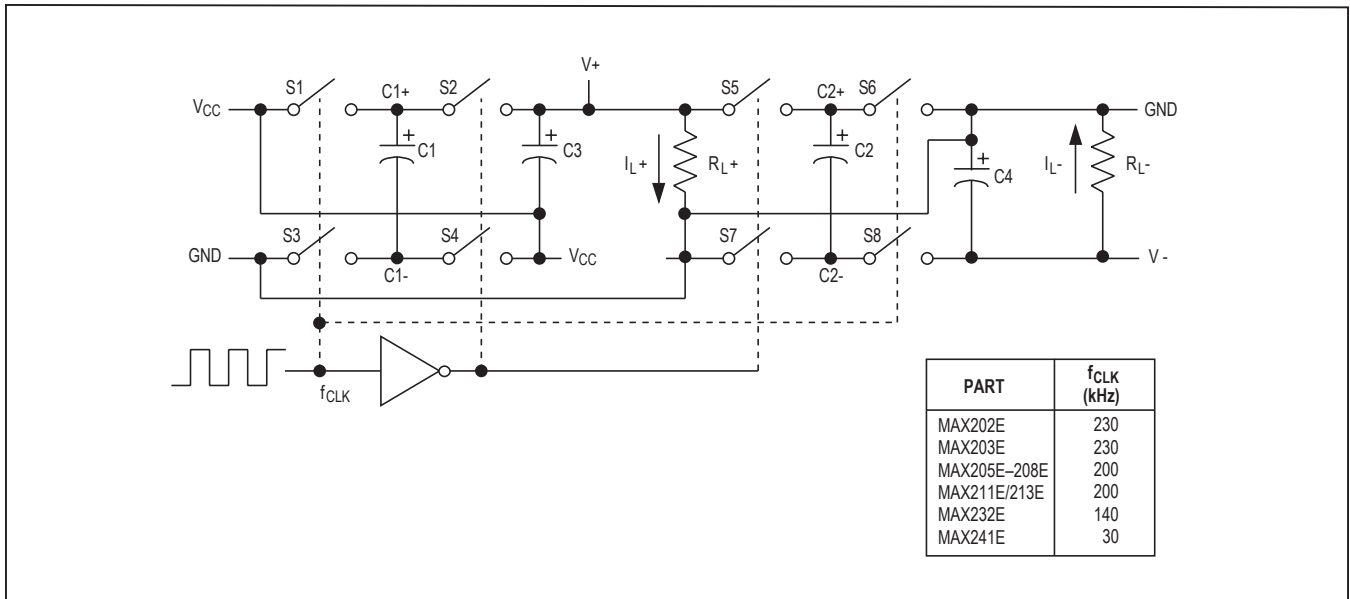 V+
S1 C1+ S2 S5 C2+ S6
VCC GND
+ C1 + C3 IL+ RL+ + C2 + C4 IL- RL-
S3 S4 S7 S8
GND C1- VCC C2- V -
fCLK
PART fCLK (kHz)
MAX202E 230
MAX203E 230
MAX205E–208E 200
MAX211E/213E 200
MAX232E 140
MAX241E 30